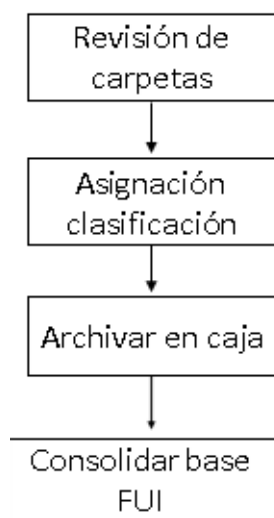 Revisión de
carpetas
Asignación
clasificación
Archivar en caja
Consolidar base
FUI